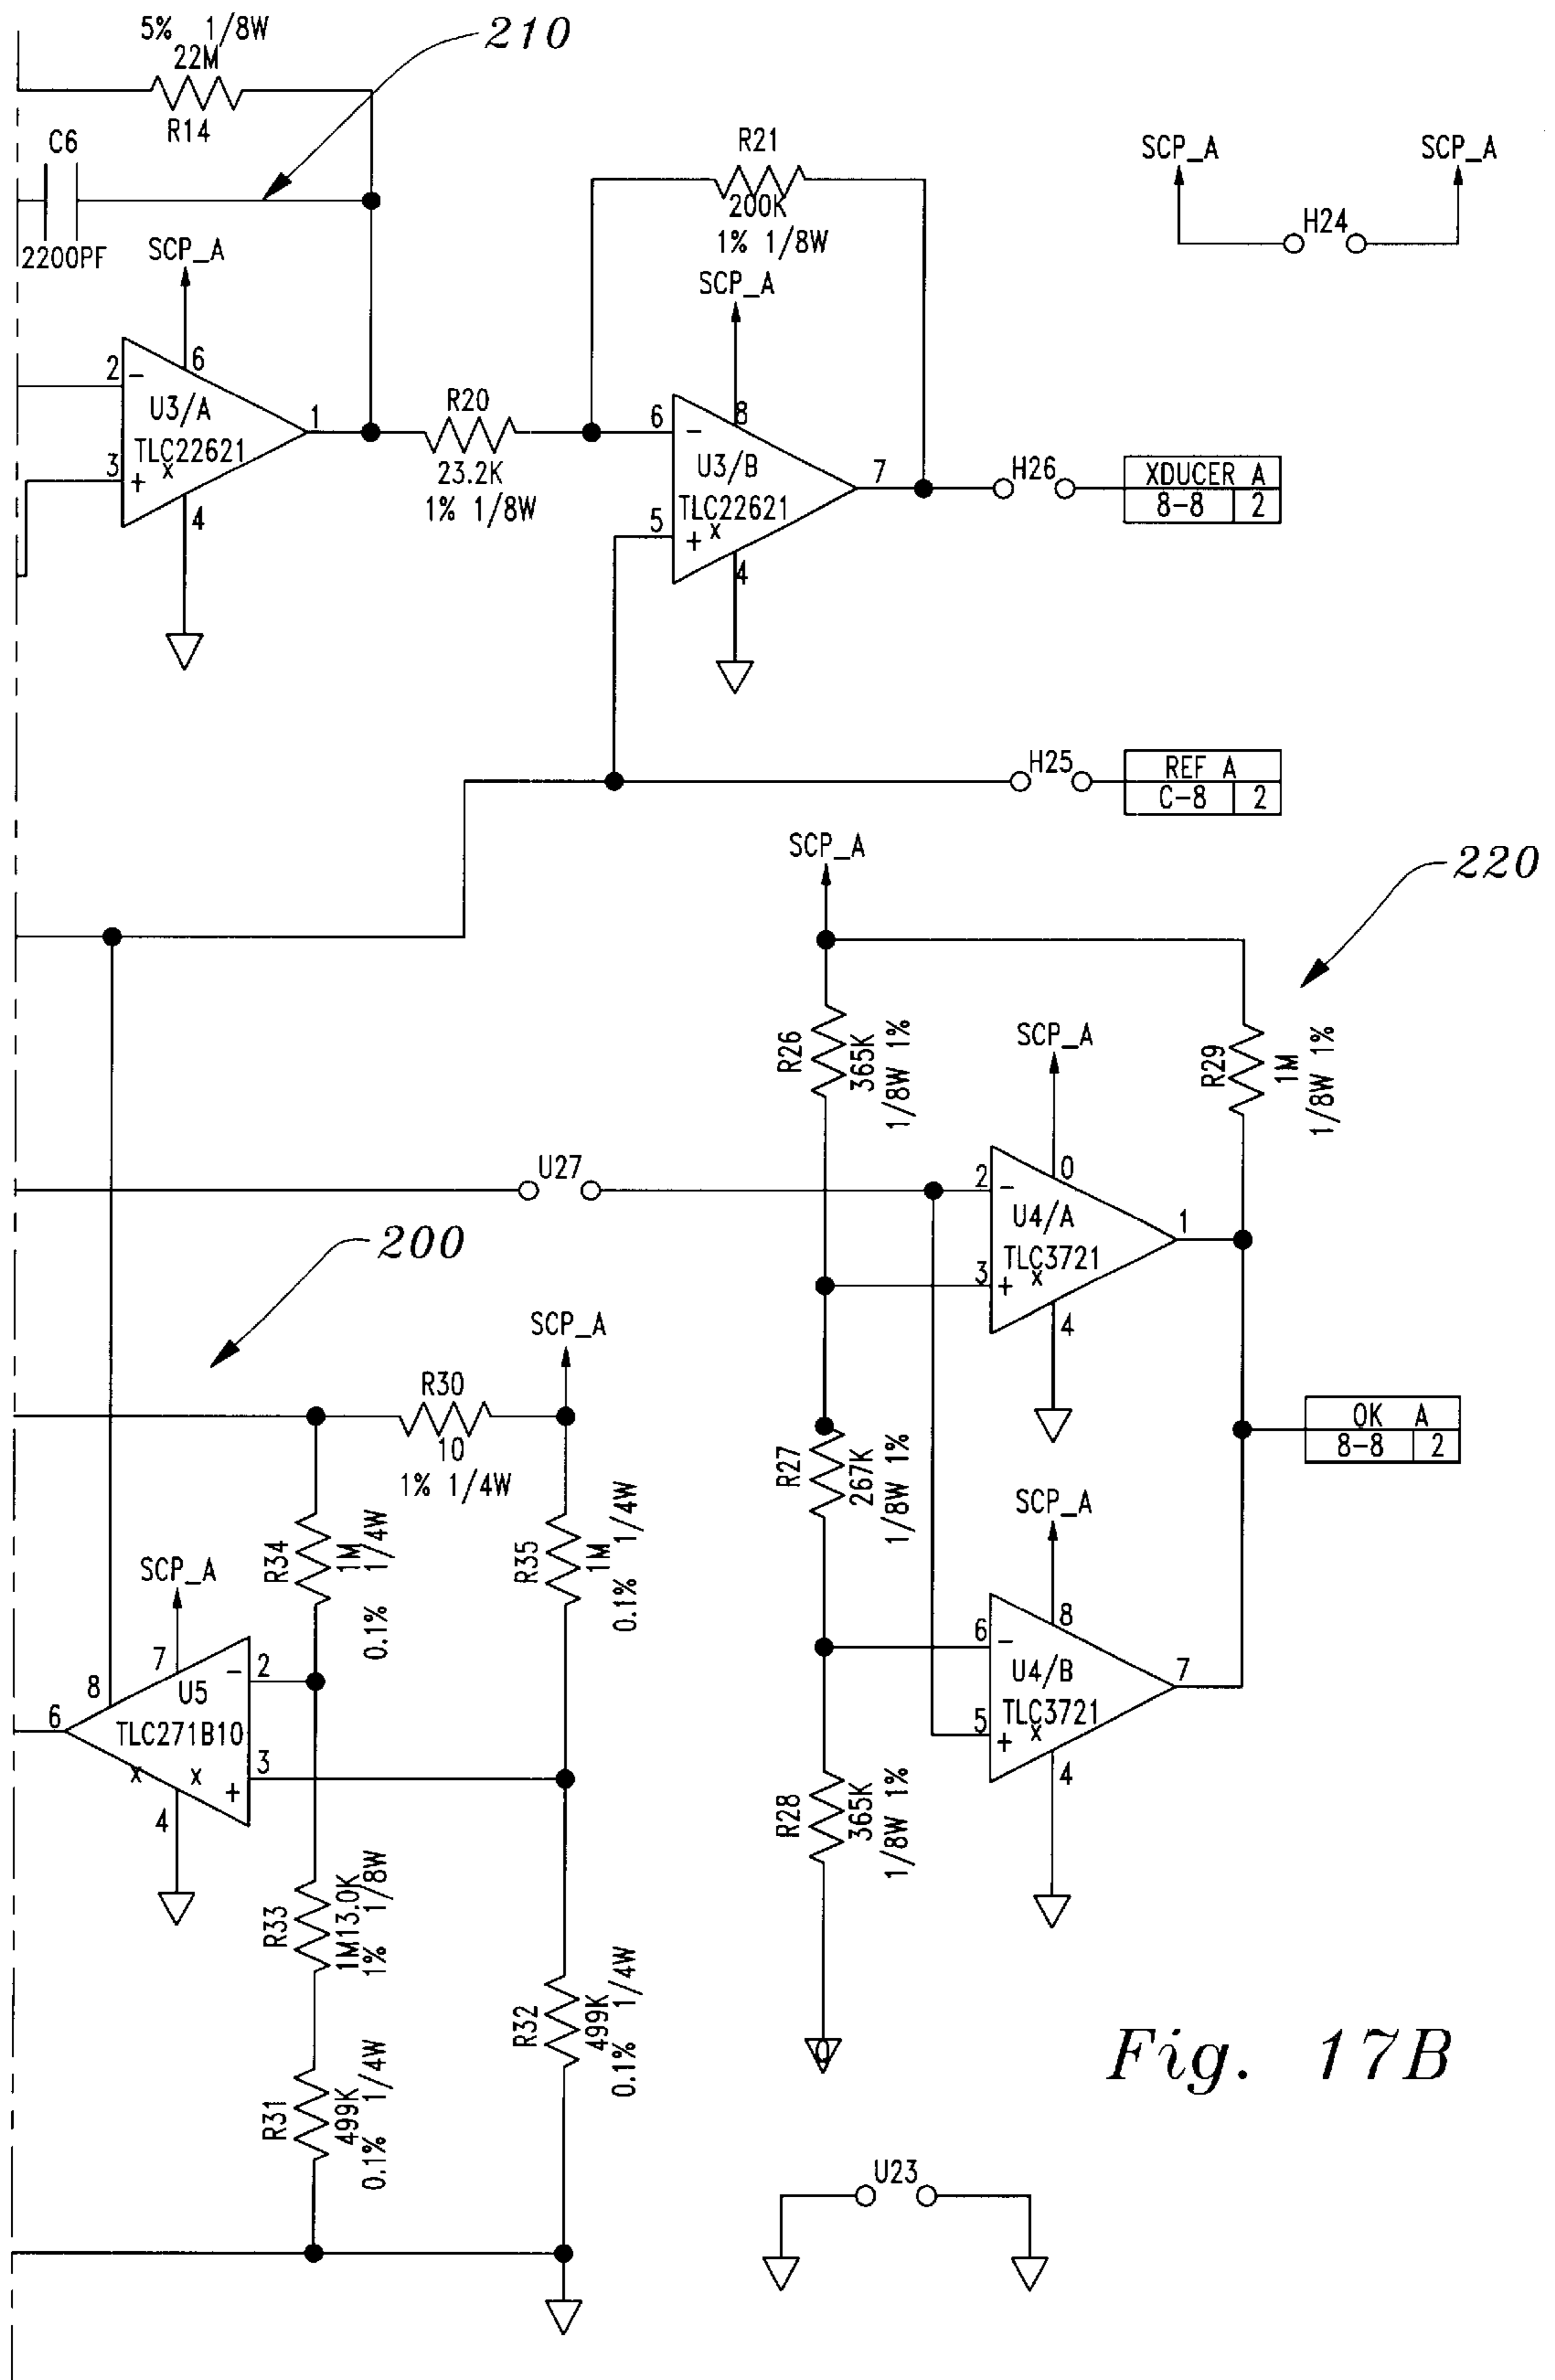 5% 1/8W
22M
R14
210
C6
2200PF
R21
200K
1% 1/8W
SCP_A
SCP_A
H24
SCP_A
6
2
-
U3/A
TLC22621
x
3
+
1
4
R20
23.2K
1% 1/8W
SCP_A
8
6
-
U3/B
TLC22621
x
5
+
7
4
H26
XDUCER A
8-8 2
H25
REF A
C-8 2
SCP_A
220
R26
365K
1/8W 1%
SCP_A
R29
1M
1/8W 1%
U27
0
2
-
U4/A
TLC3721
x
3
+
1
4
200
SCP_A
R30
10
1% 1/4W
R27
267K
1/8W 1%
OK A
8-8 2
SCP_A
R34
1M
0.1% 1/4W
R35
1M
0.1% 1/4W
SCP_A
8
7
-
2
U5
6
TLC271B10
x x
+
3
4
8
6
-
U4/B
TLC3721
x
5
+
7
4
R28
365K
1/8W 1%
R33
1M13.0K
1% 1/8W
R32
499K
0.1% 1/4W
R31
499K
0.1% 1/4W
Fig. 17B
U23